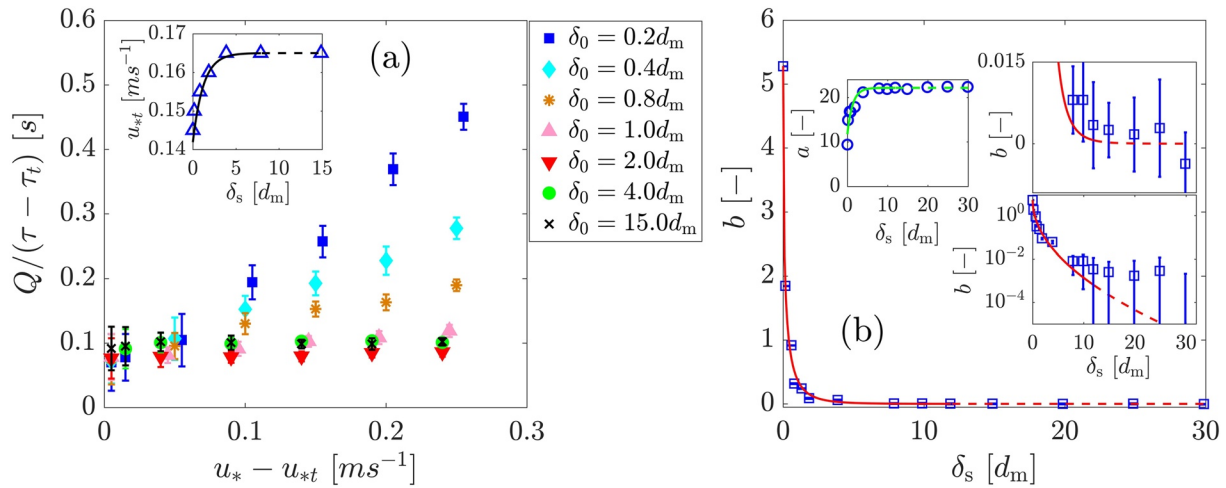 0.6
0.5
0.4
0.3
0.2
0.1
0
Q/(τ − τt) [s]
0 0.1 0.2 0.3
u* − u*t [ms−1]
(a)
0.17
0.16
0.15
0.14
u*t [ms−1]
0 5 10 15
δs [dm]
δ0 = 0.2dm
δ0 = 0.4dm
δ0 = 0.8dm
δ0 = 1.0dm
δ0 = 2.0dm
δ0 = 4.0dm
δ0 = 15.0dm
6
5
4
3
2
1
0
b [−]
0 5 10 15 20 25 30
δs [dm]
(b)
20
10
0
a [−]
0 10 20 30
δs [dm]
0.015
0
b [−]
100
10−2
10−4
b [−]
0 10 20 30
δs [dm]